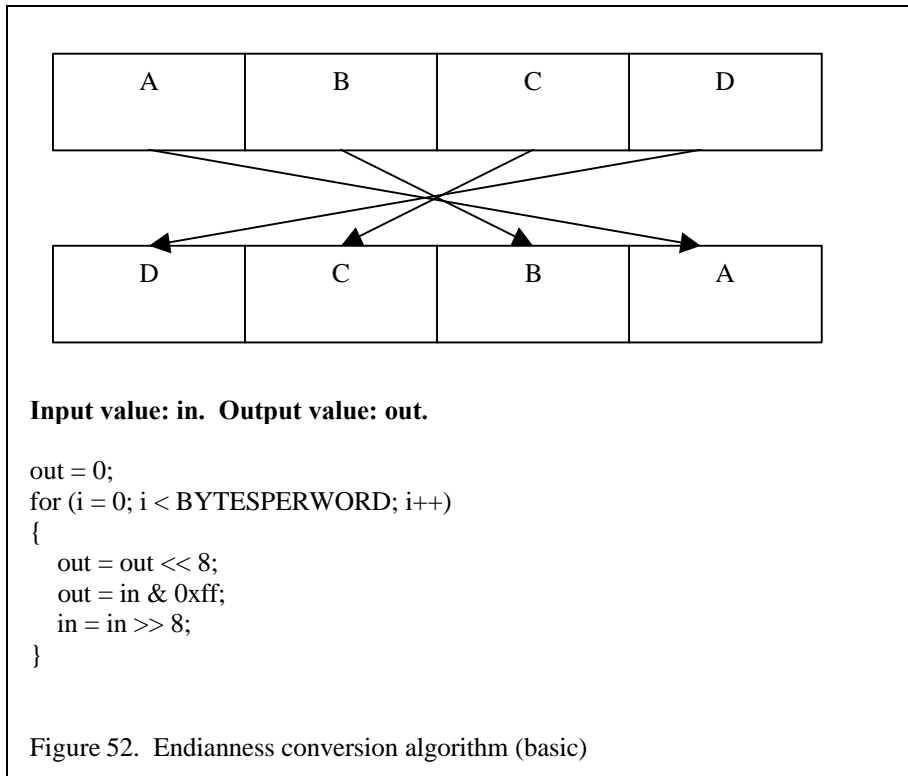 A B C D
D C B A
Input value: in. Output value: out.
out = 0;
for (i = 0; i < BYTESPERWORD; i++)
{
out = out << 8;
out = in & 0xff;
in = in >> 8;
}
Figure 52. Endianness conversion algorithm (basic)